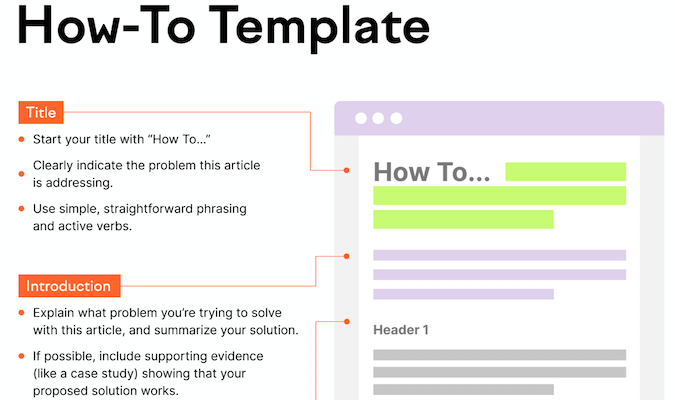 How-To Template
Title
Start your title with “How To...”
Clearly indicate the problem this article
is addressing.
Use simple, straightforward phrasing
and active verbs.
Introduction
Explain what problem you’re trying to solve
with this article, and summarize your solution.
If possible, include supporting evidence
(like a case study) showing that your
proposed solution works.
How To...
Header 1